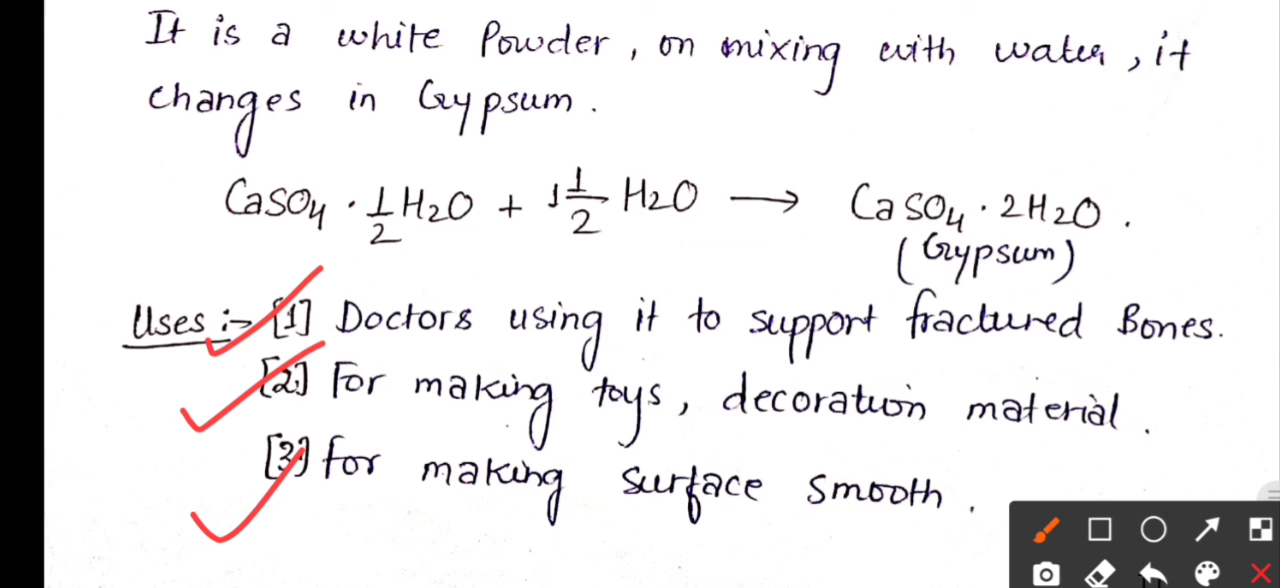 It is a white Powder, on mixing with water, it
changes in Gypsum.
CaSO4 · 1/2 H2O + 1 1/2 H2O → CaSO4 · 2H2O.
(Gypsum)
Uses :- [1] Doctors using it to support fractured Bones.
[2] For making toys, decoration material.
[3] for making surface smooth.